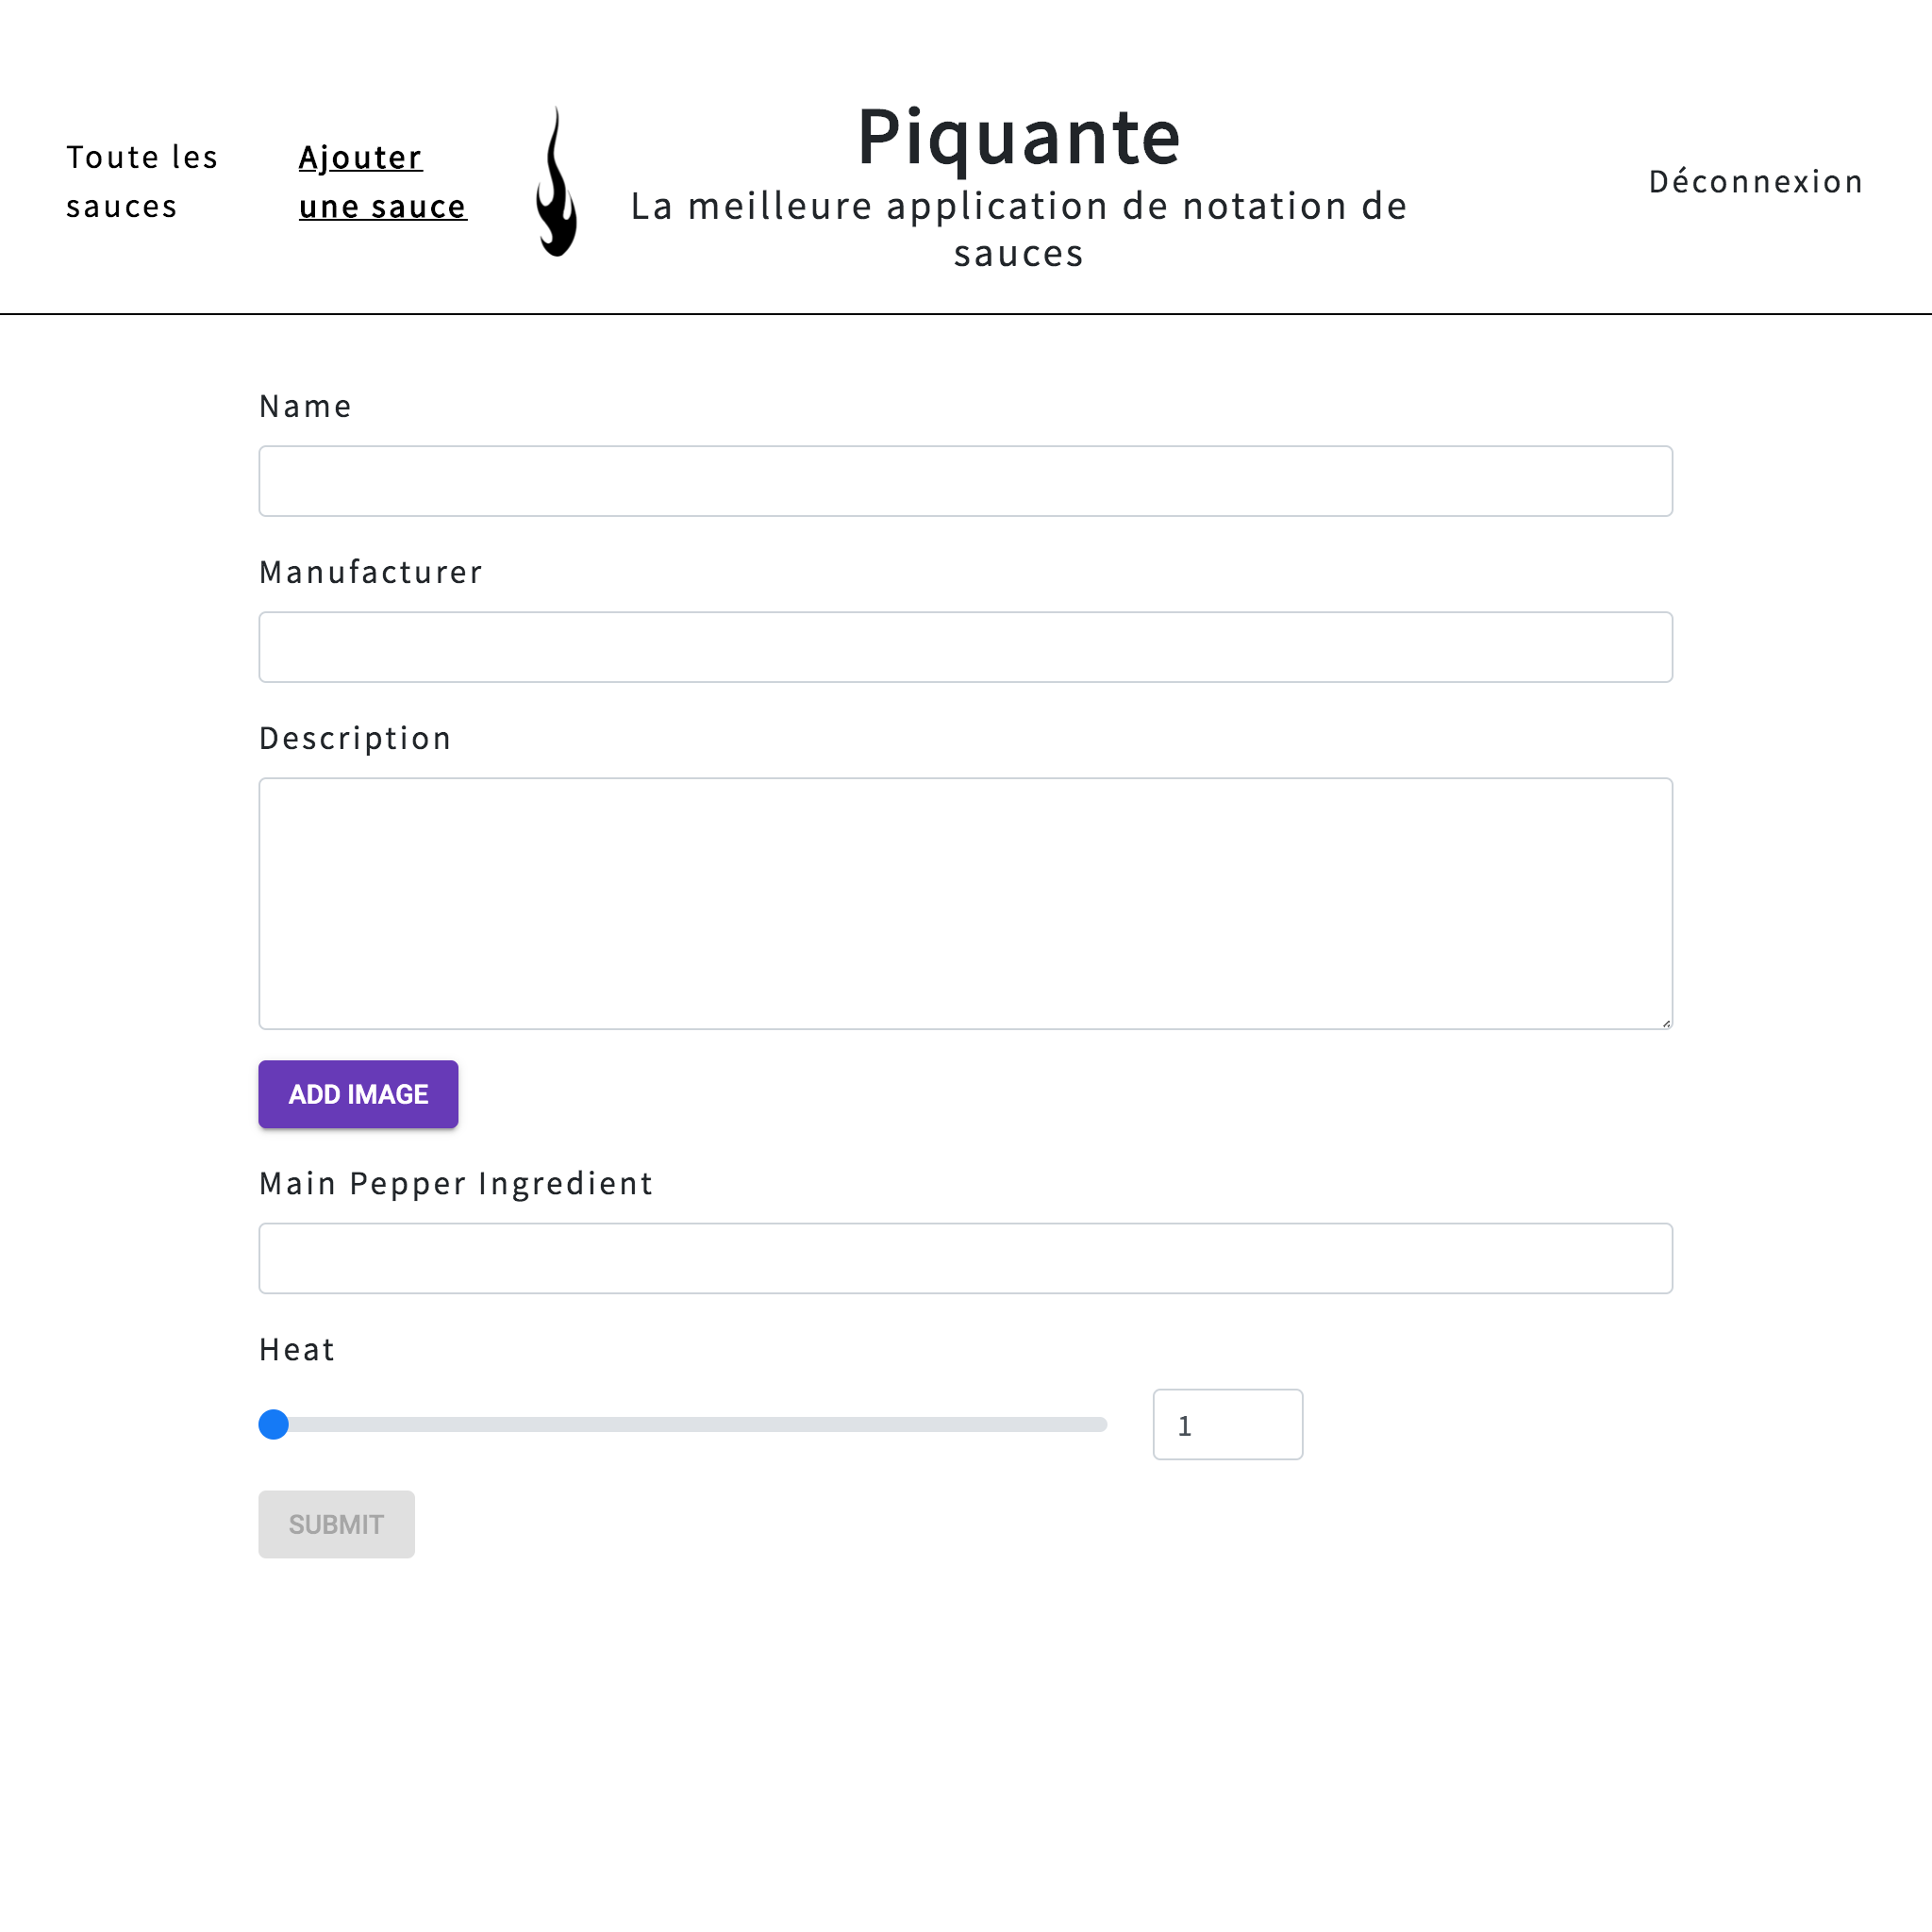 Toute les
sauces
Ajouter
une sauce
Piquante
La meilleure application de notation de
sauces
Déconnexion
Name
Manufacturer
Description
ADD IMAGE
Main Pepper Ingredient
Heat
1
SUBMIT